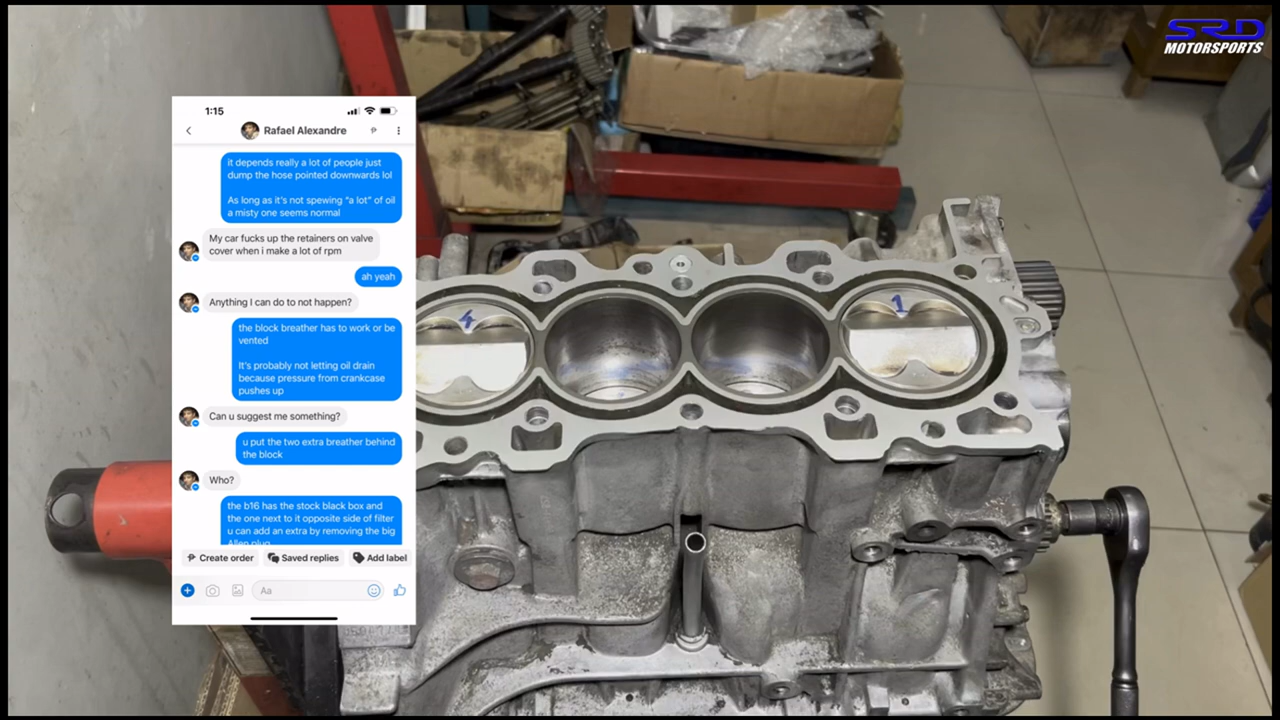 SRD
MOTORSPORTS
1:15
Rafael Alexandre
it depends really a lot of people just
dump the hose pointed downwards lol
As long as it's not spewing “a lot” of oil
a misty one seems normal
My car fucks up the retainers on valve
cover when i make a lot of rpm
ah yeah
Anything I can do to not happen?
the block breather has to work or be
vented
It's probably not letting oil drain
because pressure from crankcase
pushes up
Can u suggest me something?
u put the two extra breather behind
the block
Who?
the b16 has the stock black box and
the one next to it opposite side of filter
u can add an extra by removing the big
Allen plug
Create order
Saved replies
Add label
Aa
4
1